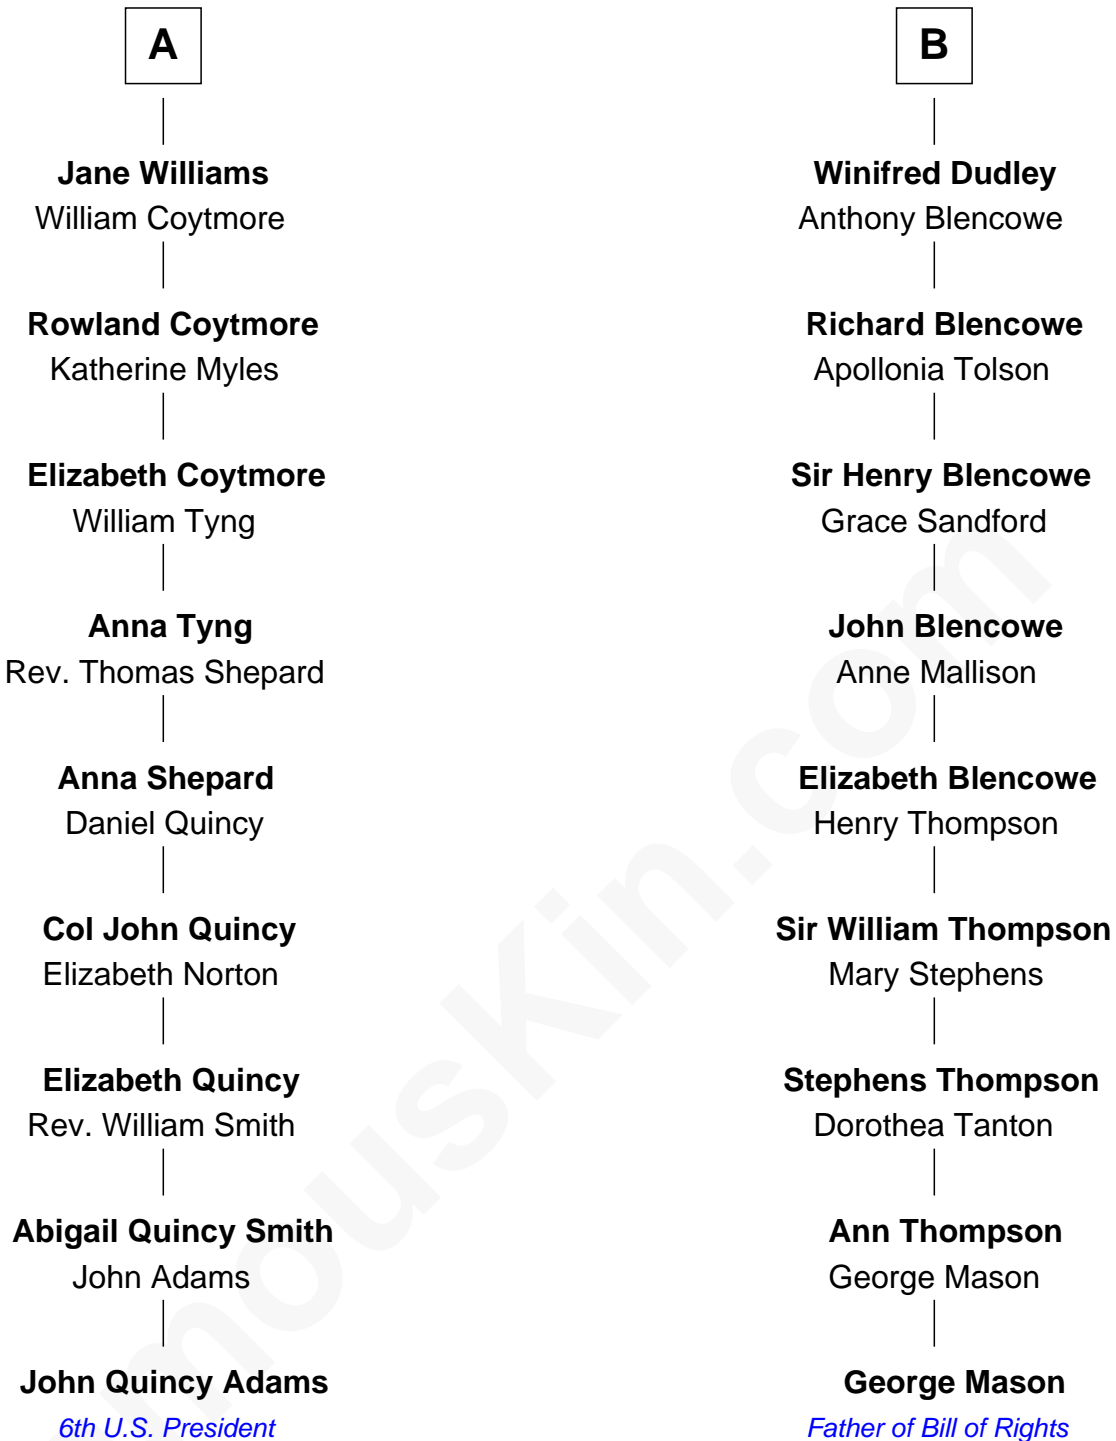 A
Jane Williams
William Coytmore
Rowland Coytmore
Katherine Myles
Elizabeth Coytmore
William Tyng
Anna Tyng
Rev. Thomas Shepard
Anna Shepard
Daniel Quincy
Col John Quincy
Elizabeth Norton
Elizabeth Quincy
Rev. William Smith
Abigail Quincy Smith
John Adams
John Quincy Adams
6th U.S. President
B
Winifred Dudley
Anthony Blencowe
Richard Blencowe
Apollonia Tolson
Sir Henry Blencowe
Grace Sandford
John Blencowe
Anne Mallison
Elizabeth Blencowe
Henry Thompson
Sir William Thompson
Mary Stephens
Stephens Thompson
Dorothea Tanton
Ann Thompson
George Mason
George Mason
Father of Bill of Rights
mousKin.com